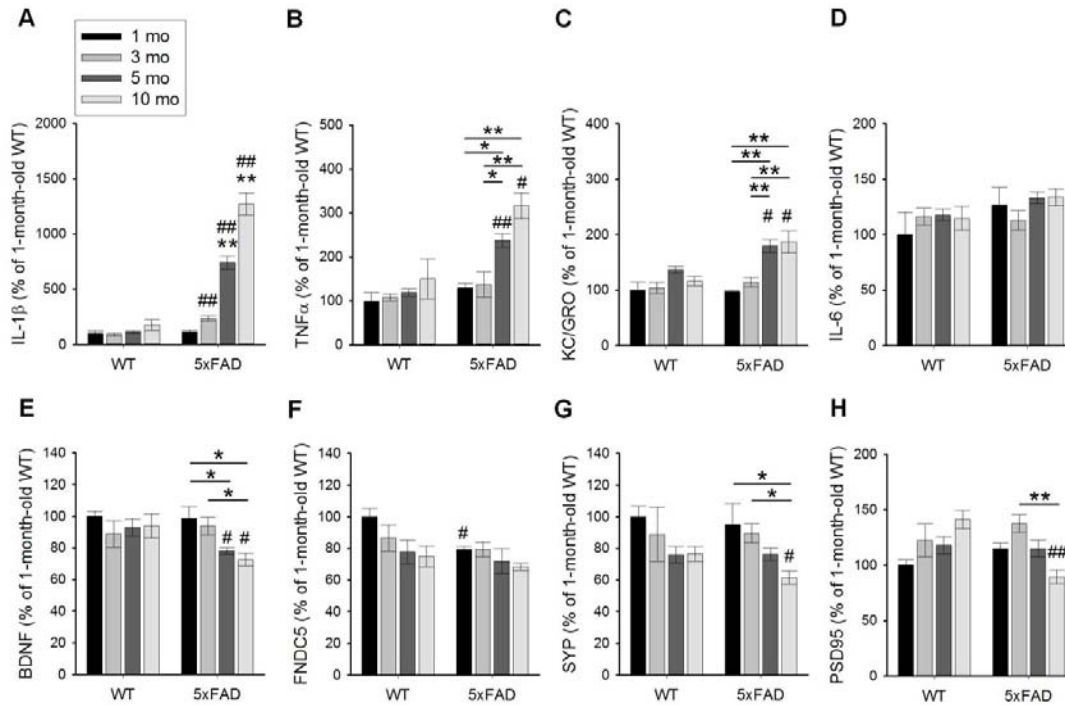 A
B
C
D
1 mo
3 mo
5 mo
10 mo
IL-1β (% of 1-month-old WT)
2000
1500
1000
500
0
##
##
**
##
**
WT
5xFAD
TNFα (% of 1-month-old WT)
500
400
300
200
100
0
**
*
**
*
##
#
WT
5xFAD
KC/GRO (% of 1-month-old WT)
400
300
200
100
0
**
**
**
**
#
#
WT
5xFAD
IL-6 (% of 1-month-old WT)
200
150
100
50
0
WT
5xFAD
E
F
G
H
BDNF (% of 1-month-old WT)
140
120
100
80
60
40
20
0
*
*
*
#
#
WT
5xFAD
FNDC5 (% of 1-month-old WT)
140
120
100
80
60
40
20
0
#
WT
5xFAD
SYP (% of 1-month-old WT)
140
120
100
80
60
40
20
0
*
*
#
WT
5xFAD
PSD95 (% of 1-month-old WT)
200
150
100
50
0
**
##
WT
5xFAD